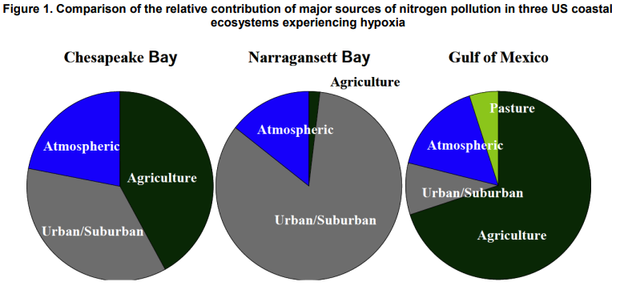 Figure 1. Comparison of the relative contribution of major sources of nitrogen pollution in three US coastal
ecosystems experiencing hypoxia
Chesapeake Bay
Narragansett Bay
Gulf of Mexico
Atmospheric
Agriculture
Urban/Suburban
Agriculture
Atmospheric
Urban/Suburban
Pasture
Atmospheric
Urban/Suburban
Agriculture